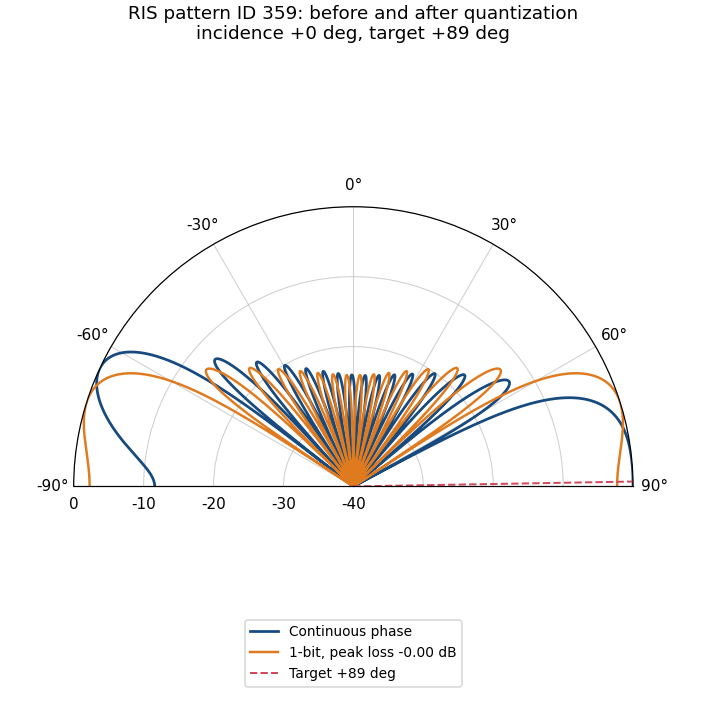 RIS pattern ID 359: before and after quantization
incidence +0 deg, target +89 deg
0°
-30°
30°
-60°
60°
-90°
90°
0
-10
-20
-30
-40
Continuous phase
1-bit, peak loss -0.00 dB
Target +89 deg